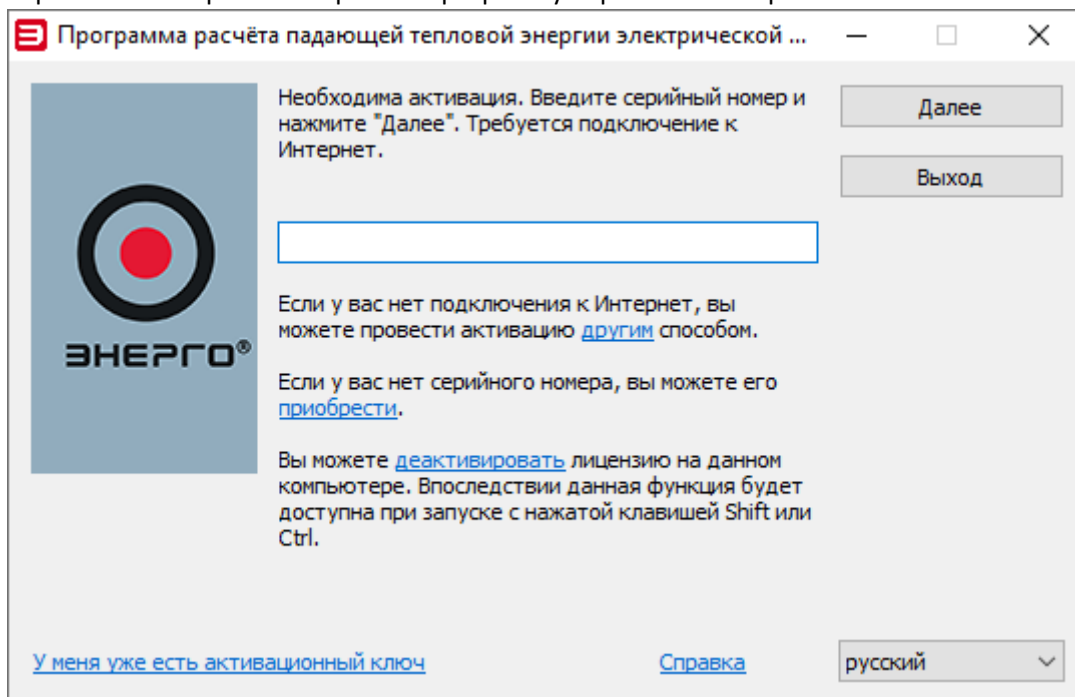 Программа расчёта падающей тепловой энергии электрической ...
Необходима активация. Введите серийный номер и
нажмите "Далее". Требуется подключение к
Интернет.
Далее
Выход
ЭНЕРГО®
Если у вас нет подключения к Интернет, вы
можете провести активацию другим способом.
Если у вас нет серийного номера, вы можете его
приобрести.
Вы можете деактивировать лицензию на данном
компьютере. Впоследствии данная функция будет
доступна при запуске с нажатой клавишей Shift или
Ctrl.
У меня уже есть активационный ключ
Справка
русский